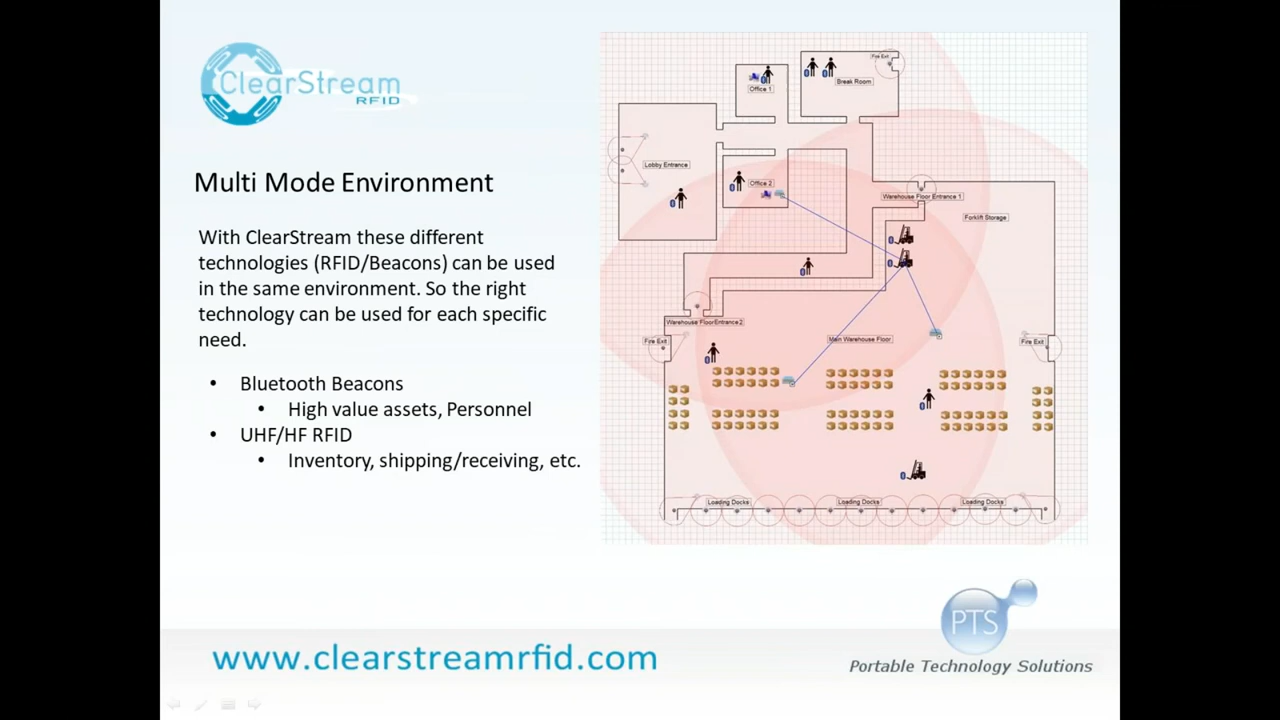 ClearStream
RFID
Multi Mode Environment
With ClearStream these different
technologies (RFID/Beacons) can be used
in the same environment. So the right
technology can be used for each specific
need.
• Bluetooth Beacons
• High value assets, Personnel
• UHF/HF RFID
• Inventory, shipping/receiving, etc.
Fire Exit
Office 1
Break Room
Lobby Entrance
Office 2
Warehouse Floor Entrance 1
Forklift Storage
Warehouse Floor Entrance 2
Fire Exit
Main Warehouse Floor
Fire Exit
Loading Docks
Loading Docks
Loading Docks
www.clearstreamrfid.com
PTS
Portable Technology Solutions